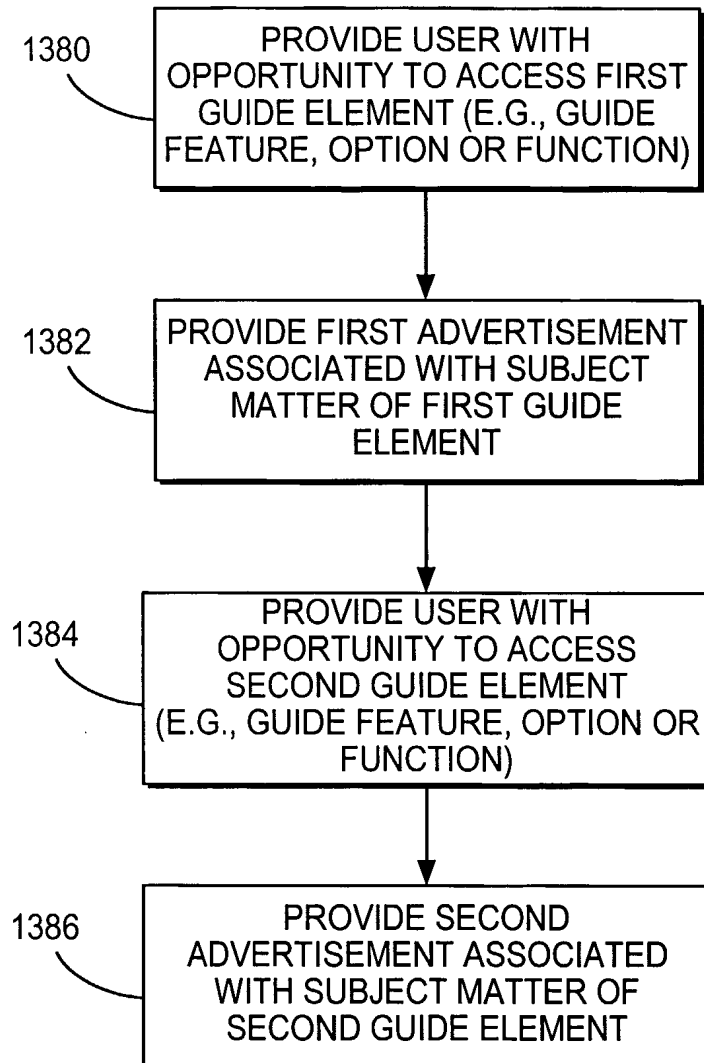 1380
PROVIDE USER WITH
OPPORTUNITY TO ACCESS FIRST
GUIDE ELEMENT (E.G., GUIDE
FEATURE, OPTION OR FUNCTION)
1382
PROVIDE FIRST ADVERTISEMENT
ASSOCIATED WITH SUBJECT
MATTER OF FIRST GUIDE
ELEMENT
1384
PROVIDE USER WITH
OPPORTUNITY TO ACCESS
SECOND GUIDE ELEMENT
(E.G., GUIDE FEATURE, OPTION OR
FUNCTION)
1386
PROVIDE SECOND
ADVERTISEMENT ASSOCIATED
WITH SUBJECT MATTER OF
SECOND GUIDE ELEMENT